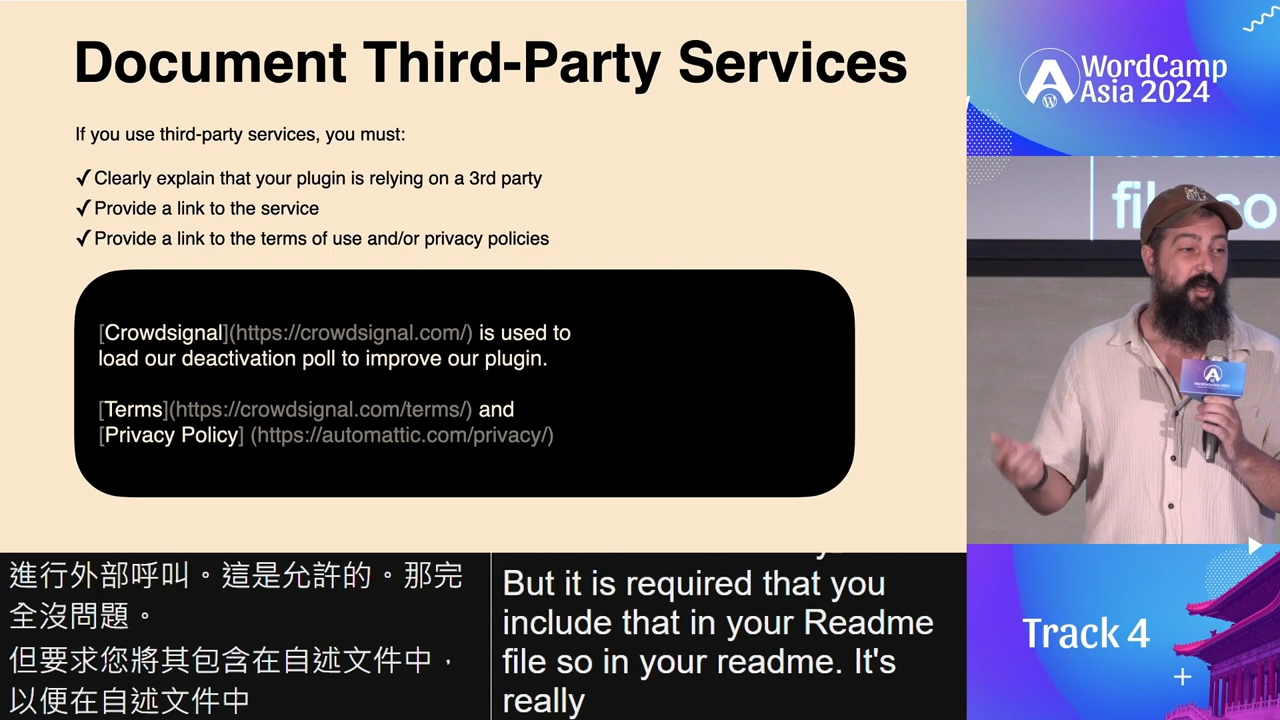 Document Third-Party Services
If you use third-party services, you must:
✓Clearly explain that your plugin is relying on a 3rd party
✓Provide a link to the service
✓Provide a link to the terms of use and/or privacy policies
[Crowdsignal](https://crowdsignal.com/) is used to
load our deactivation poll to improve our plugin.
[Terms](https://crowdsignal.com/terms/) and
[Privacy Policy] (https://automattic.com/privacy/)
進行外部呼叫。這是允許的。那完
全沒問題。
但要求您將其包含在自述文件中，
以便在自述文件中
But it is required that you
include that in your Readme
file so in your readme. It's
really
WordCamp
Asia 2024
Track 4